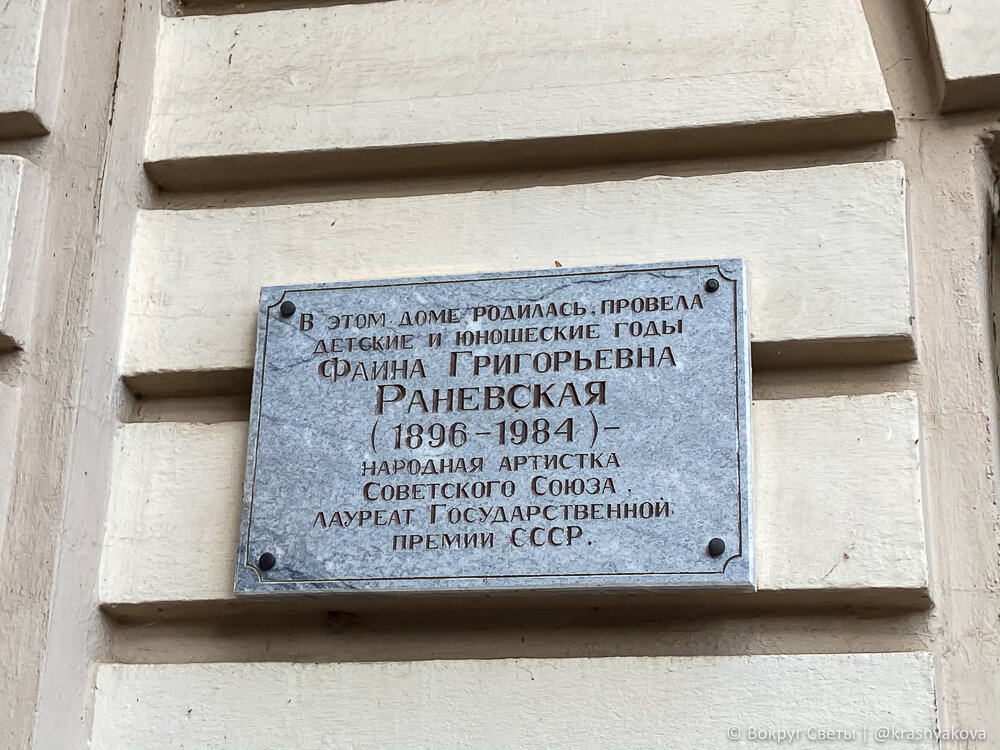 В этом доме родилась, провела
детские и юношеские годы
Фаина Григорьевна
Раневская
(1896-1984)-
народная артистка
Советского Союза,
лауреат Государственной
премии СССР.
© Вокруг Светы | @krasnyakova